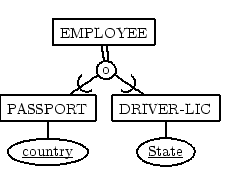 EMPLOYEE
o
PASSPORT DRIVER-LIC
country State